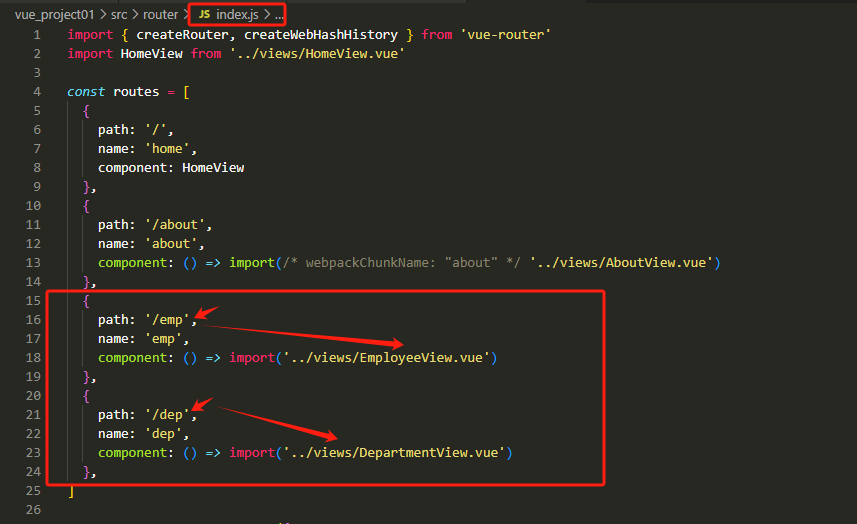 vue_project01 > src > router > JS index.js > ...
1 import { createRouter, createWebHashHistory } from 'vue-router'
2 import HomeView from '../views/HomeView.vue'
3
4 const routes = [
5 {
6 path: '/',
7 name: 'home',
8 component: HomeView
9 },
10 {
11 path: '/about',
12 name: 'about',
13 component: () => import(/* webpackChunkName: "about" */ '../views/AboutView.vue')
14 },
15 {
16 path: '/emp',
17 name: 'emp',
18 component: () => import('../views/EmployeeView.vue')
19 },
20 {
21 path: '/dep',
22 name: 'dep',
23 component: () => import('../views/DepartmentView.vue')
24 },
25 ]
26